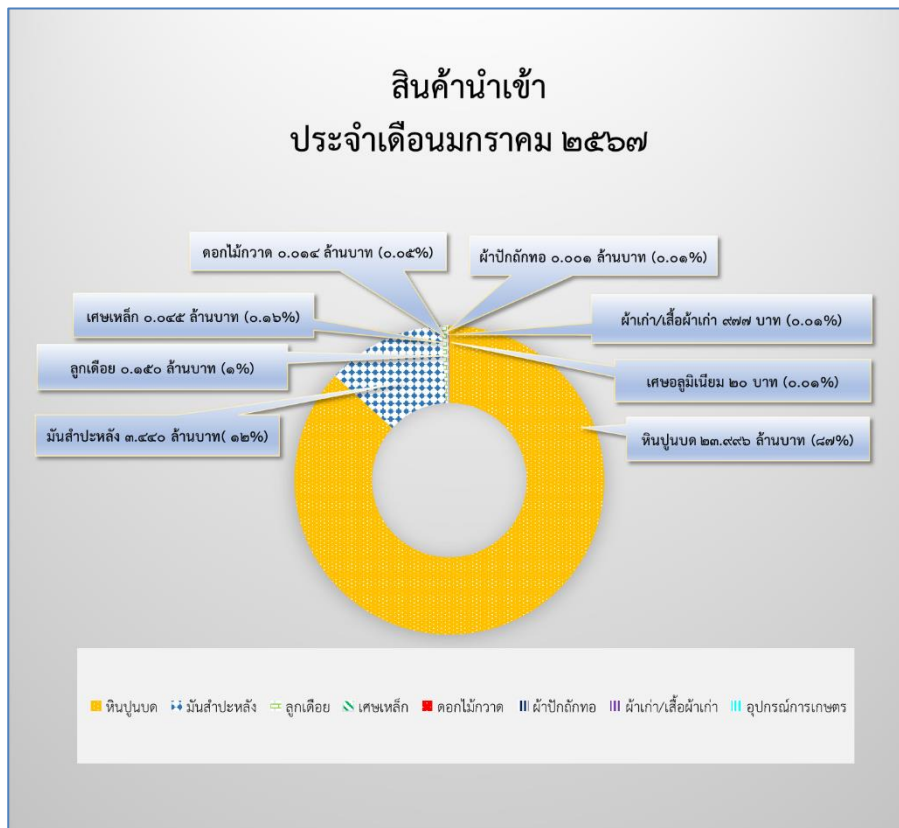 สินค้านำเข้า
ประจำเดือนมกราคม ๒๕๖๗
ดอกไม้กวาด ๐.๐๑๔ ล้านบาท (๐.๐๕%)
ผ้าปักถักทอ ๐.๐๐๑ ล้านบาท (๐.๐๑%)
เศษเหล็ก ๐.๐๔๕ ล้านบาท (๐.๑๖%)
ผ้าเก่า/เสื้อผ้าเก่า ๙๗๗ บาท (๐.๐๑%)
ลูกเดือย ๐.๑๕๐ ล้านบาท (๑%)
เศษอลูมิเนียม ๒๐ บาท (๐.๐๑%)
มันสำปะหลัง ๓.๔๔๐ ล้านบาท( ๑๒%)
หินปูนบด ๒๓.๙๙๖ ล้านบาท (๘๗%)
หินปูนบด มันสำปะหลัง ลูกเดือย เศษเหล็ก ดอกไม้กวาด ผ้าปักถักทอ ผ้าเก่า/เสื้อผ้าเก่า อุปกรณ์การเกษตร